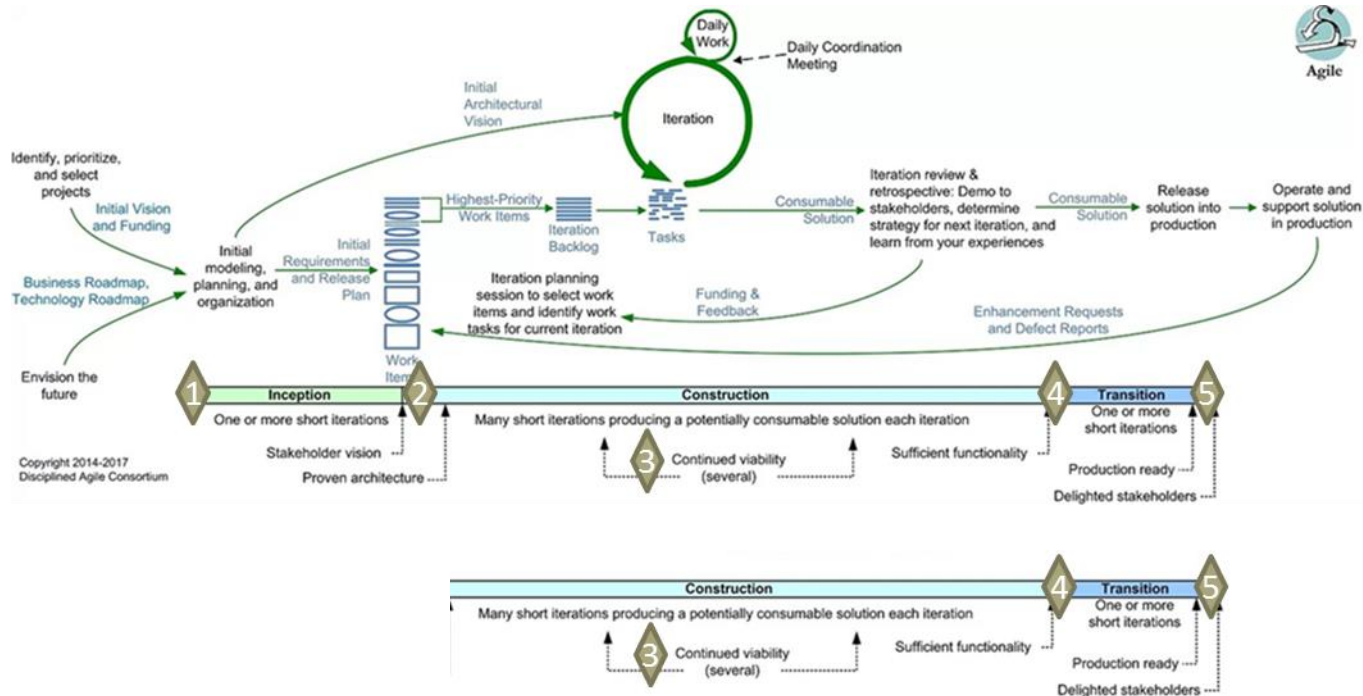 Daily
Work
Daily Coordination
Meeting
Agile
Initial
Architectural
Vision
Iteration
Identify, prioritize,
and select
projects
Initial Vision
and Funding
Business Roadmap,
Technology Roadmap
Envision the
future
Initial
modeling,
planning, and
organization
Initial
Requirements
and Release
Plan
Highest-Priority
Work Items
Iteration
Backlog
Tasks
Work
Items
Consumable
Solution
Iteration review &
retrospective: Demo to
stakeholders, determine
strategy for next iteration, and
learn from your experiences
Consumable
Solution
Release
solution into
production
Operate and
support solution
in production
Iteration planning
session to select work
items and identify work
tasks for current iteration
Funding &
Feedback
Enhancement Requests
and Defect Reports
1
Inception
2
Construction
4
Transition
5
One or more short iterations
Many short iterations producing a potentially consumable solution each iteration
One or more
short iterations
Stakeholder vision
Proven architecture
3
Continued viability
(several)
Sufficient functionality
Production ready
Delighted stakeholders
Copyright 2014-2017
Disciplined Agile Consortium
Construction
4
Transition
5
Many short iterations producing a potentially consumable solution each iteration
One or more
short iterations
3
Continued viability
(several)
Sufficient functionality
Production ready
Delighted stakeholders